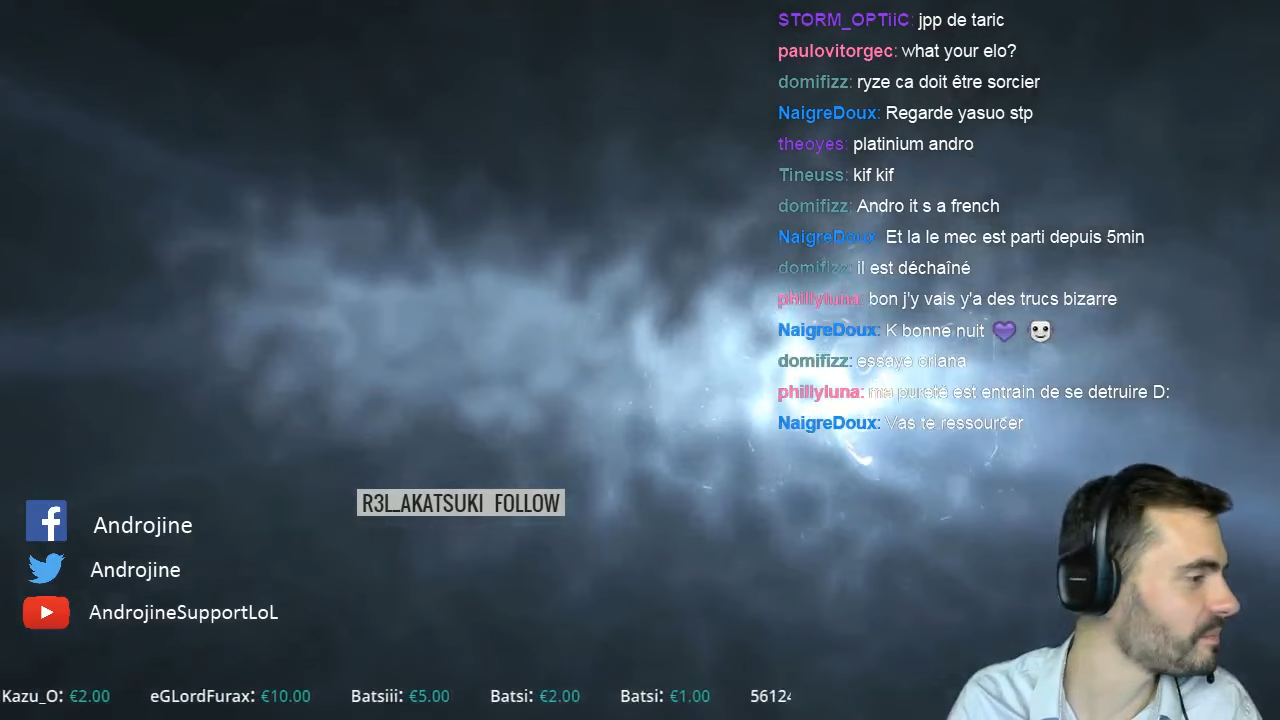 STORM_OPTiiC: jpp de taric
paulovitorgec: what your elo?
domifizz: ryze ca doit être sorcier
NaigreDoux: Regarde yasuo stp
theoyes: platinium andro
Tineuss: kif kif
domifizz: Andro it s a french
NaigreDoux: Et la le mec est parti depuis 5min
domifizz: il est déchaîné
phillyluna: bon j'y vais y'a des trucs bizarre
NaigreDoux: K bonne nuit
domifizz: essaye oriana
phillyluna: ma pureté est entrain de se detruire D:
NaigreDoux: Vas te ressourcer
R3L_AKATSUKI FOLLOW
Androjine
Androjine
AndrojineSupportLoL
Kazu_O: €2.00 eGLordFurax: €10.00 Batsiii: €5.00 Batsi: €2.00 Batsi: €1.00 5612